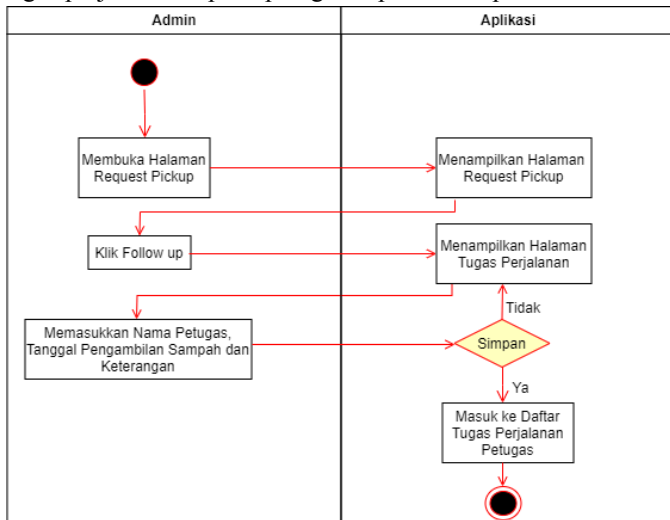 Admin
Aplikasi
Membuka Halaman
Request Pickup
Menampilkan Halaman
Request Pickup
Klik Follow up
Menampilkan Halaman
Tugas Perjalanan
Memasukkan Nama Petugas,
Tanggal Pengambilan Sampah dan
Keterangan
Tidak
Simpan
Ya
Masuk ke Daftar
Tugas Perjalanan
Petugas